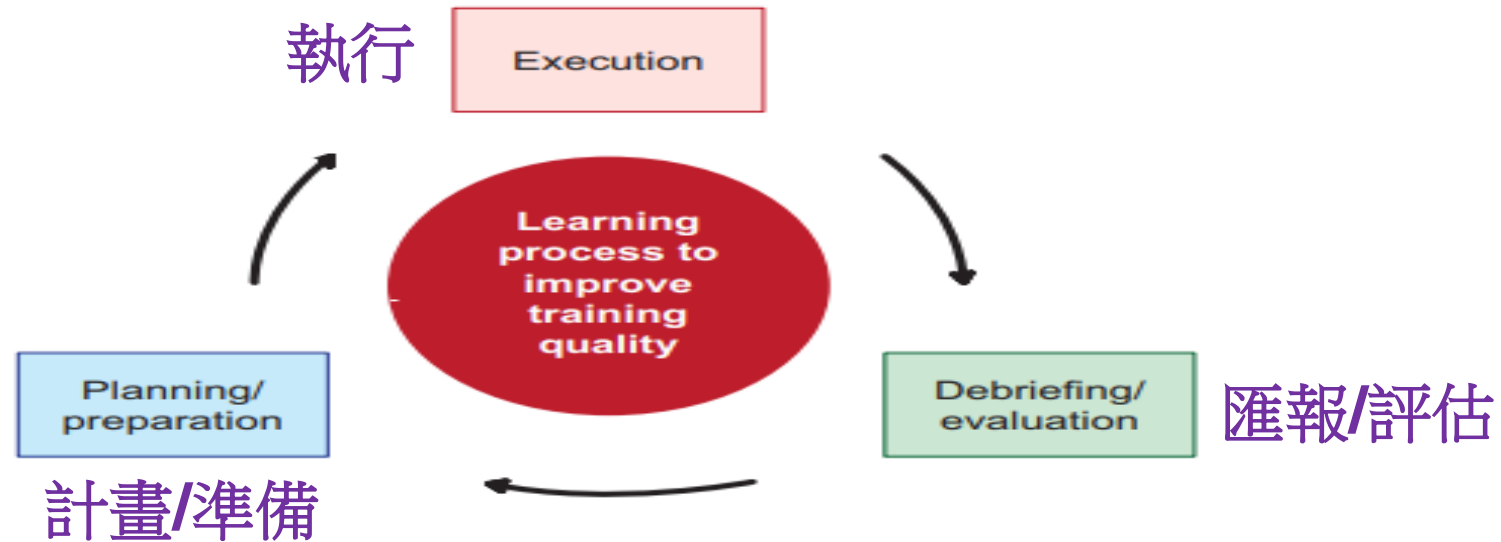 執行
Execution
Learning
process to
improve
training
quality
Planning/
preparation
計畫/準備
Debriefing/
evaluation
匯報/評估